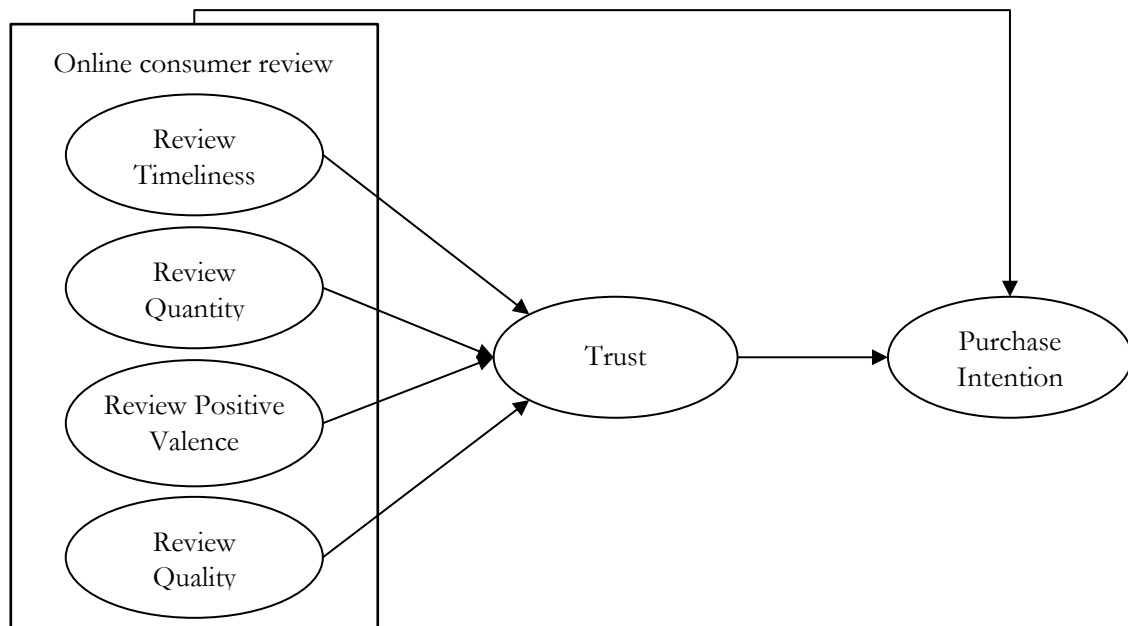 Online consumer review
Review
Timeliness
Review
Quantity
Review Positive
Valence
Review
Quality
Trust
Purchase
Intention